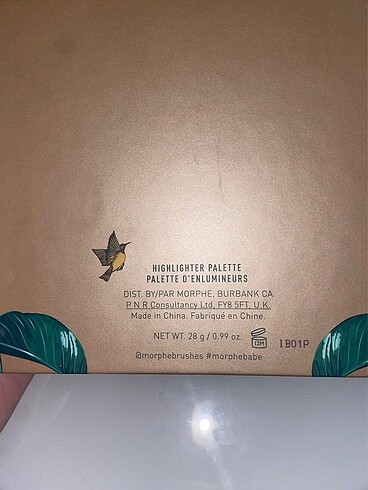 HIGHLIGHTER PALETTE
PALETTE D'ENLUMINEURS
DIST. BY/PAR MORPHE, BURBANK CA
P N R Consultancy Ltd, FY8 5FT, U.K.
Made in China. Fabriqué en Chine.
NET WT. 28 g / 0.99 oz. 12M IB01P
@morphebrushes #morphebabe